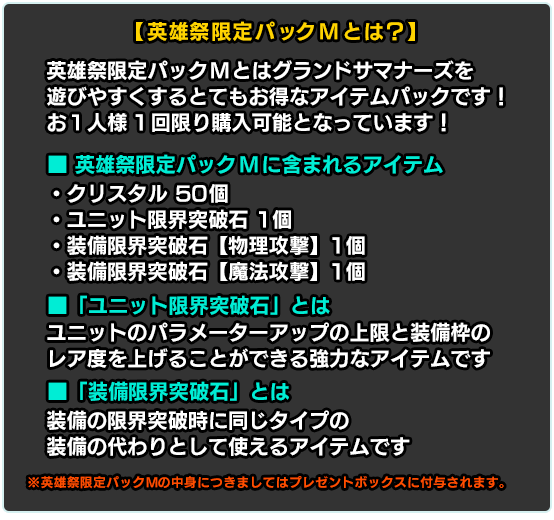 【英雄祭限定パックＭとは？】
英雄祭限定パックＭとはグランドサマナーズを
遊びやすくするとてもお得なアイテムパックです！
お１人様１回限り購入可能となっています！
■ 英雄祭限定パックＭに含まれるアイテム
・クリスタル 50個
・ユニット限界突破石 1個
・装備限界突破石【物理攻撃】1個
・装備限界突破石【魔法攻撃】1個
■「ユニット限界突破石」とは
ユニットのパラメーターアップの上限と装備枠の
レア度を上げることができる強力なアイテムです
■「装備限界突破石」とは
装備の限界突破時に同じタイプの
装備の代わりとして使えるアイテムです
※英雄祭限定パックMの中身につきましてはプレゼントボックスに付与されます。